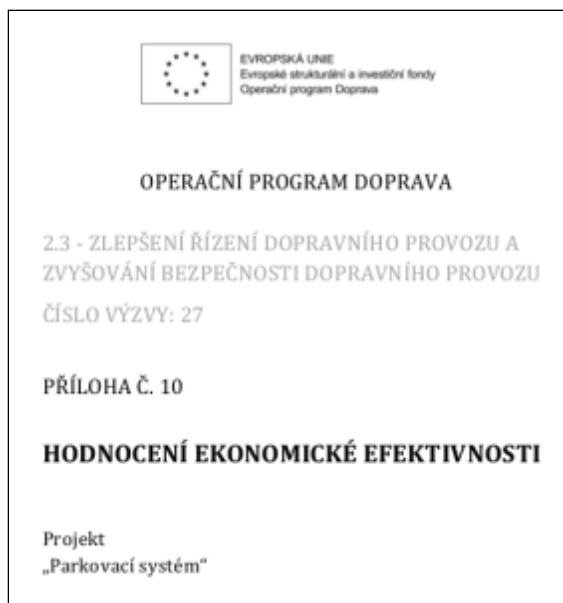 EVROPSKÁ UNIE
Evropské strukturální a investiční fondy
Operační program Doprava
OPERAČNÍ PROGRAM DOPRAVA
2.3 - ZLEPŠENÍ ŘÍZENÍ DOPRAVNÍHO PROVOZU A
ZVYŠOVÁNÍ BEZPEČNOSTI DOPRAVNÍHO PROVOZU
ČÍSLO VÝZVY: 27
PŘÍLOHA Č. 10
HODNOCENÍ EKONOMICKÉ EFEKTIVNOSTI
Projekt
„Parkovací systém“